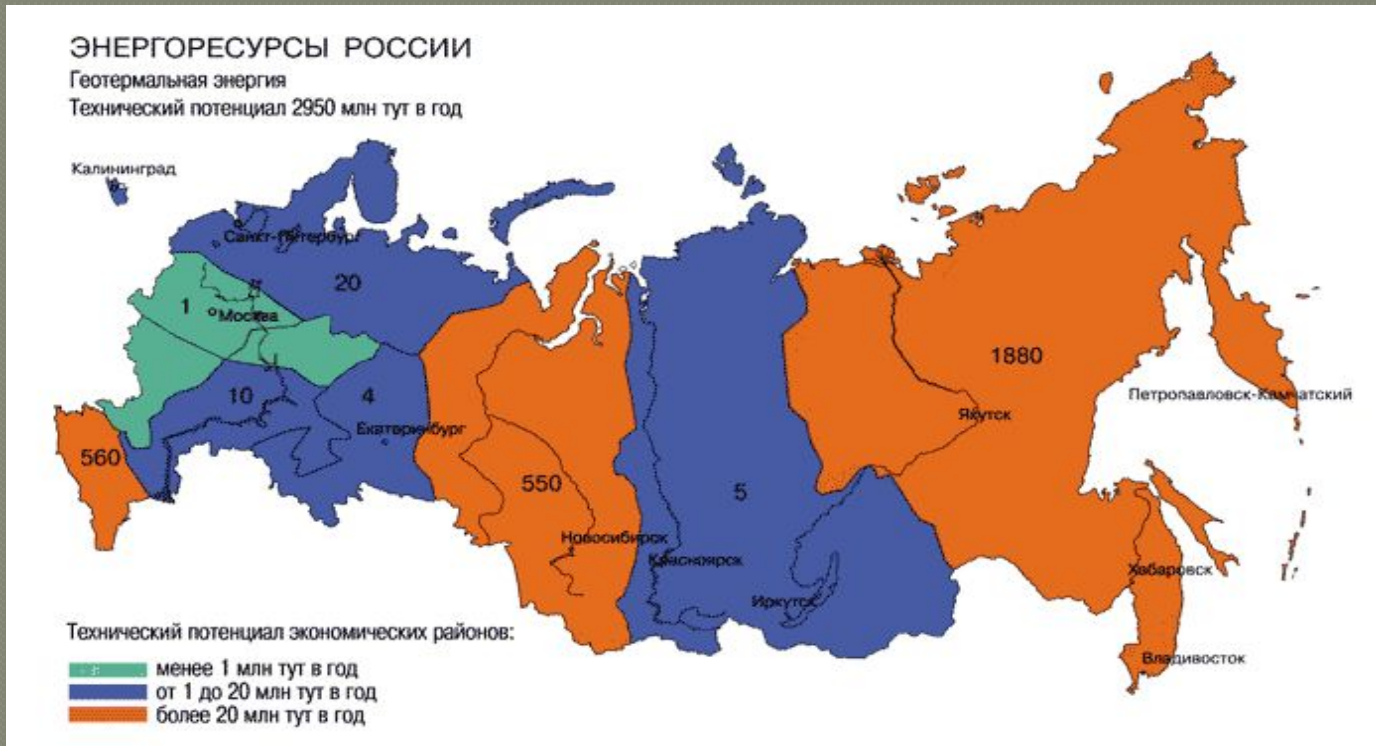 ЭНЕРГОРЕСУРСЫ РОССИИ
Геотермальная энергия
Технический потенциал 2950 млн тут в год
Калининград
Санкт-Петербург
20
1
Москва
1880
10
4
Петропавловск-Камчатский
Якутск
Екатеринбург
560
550
5
Новосибирск
Красноярск
Хабаровск
Иркутск
Технический потенциал экономических районов:
Владивосток
менее 1 млн тут в год
от 1 до 20 млн тут в год
более 20 млн тут в год